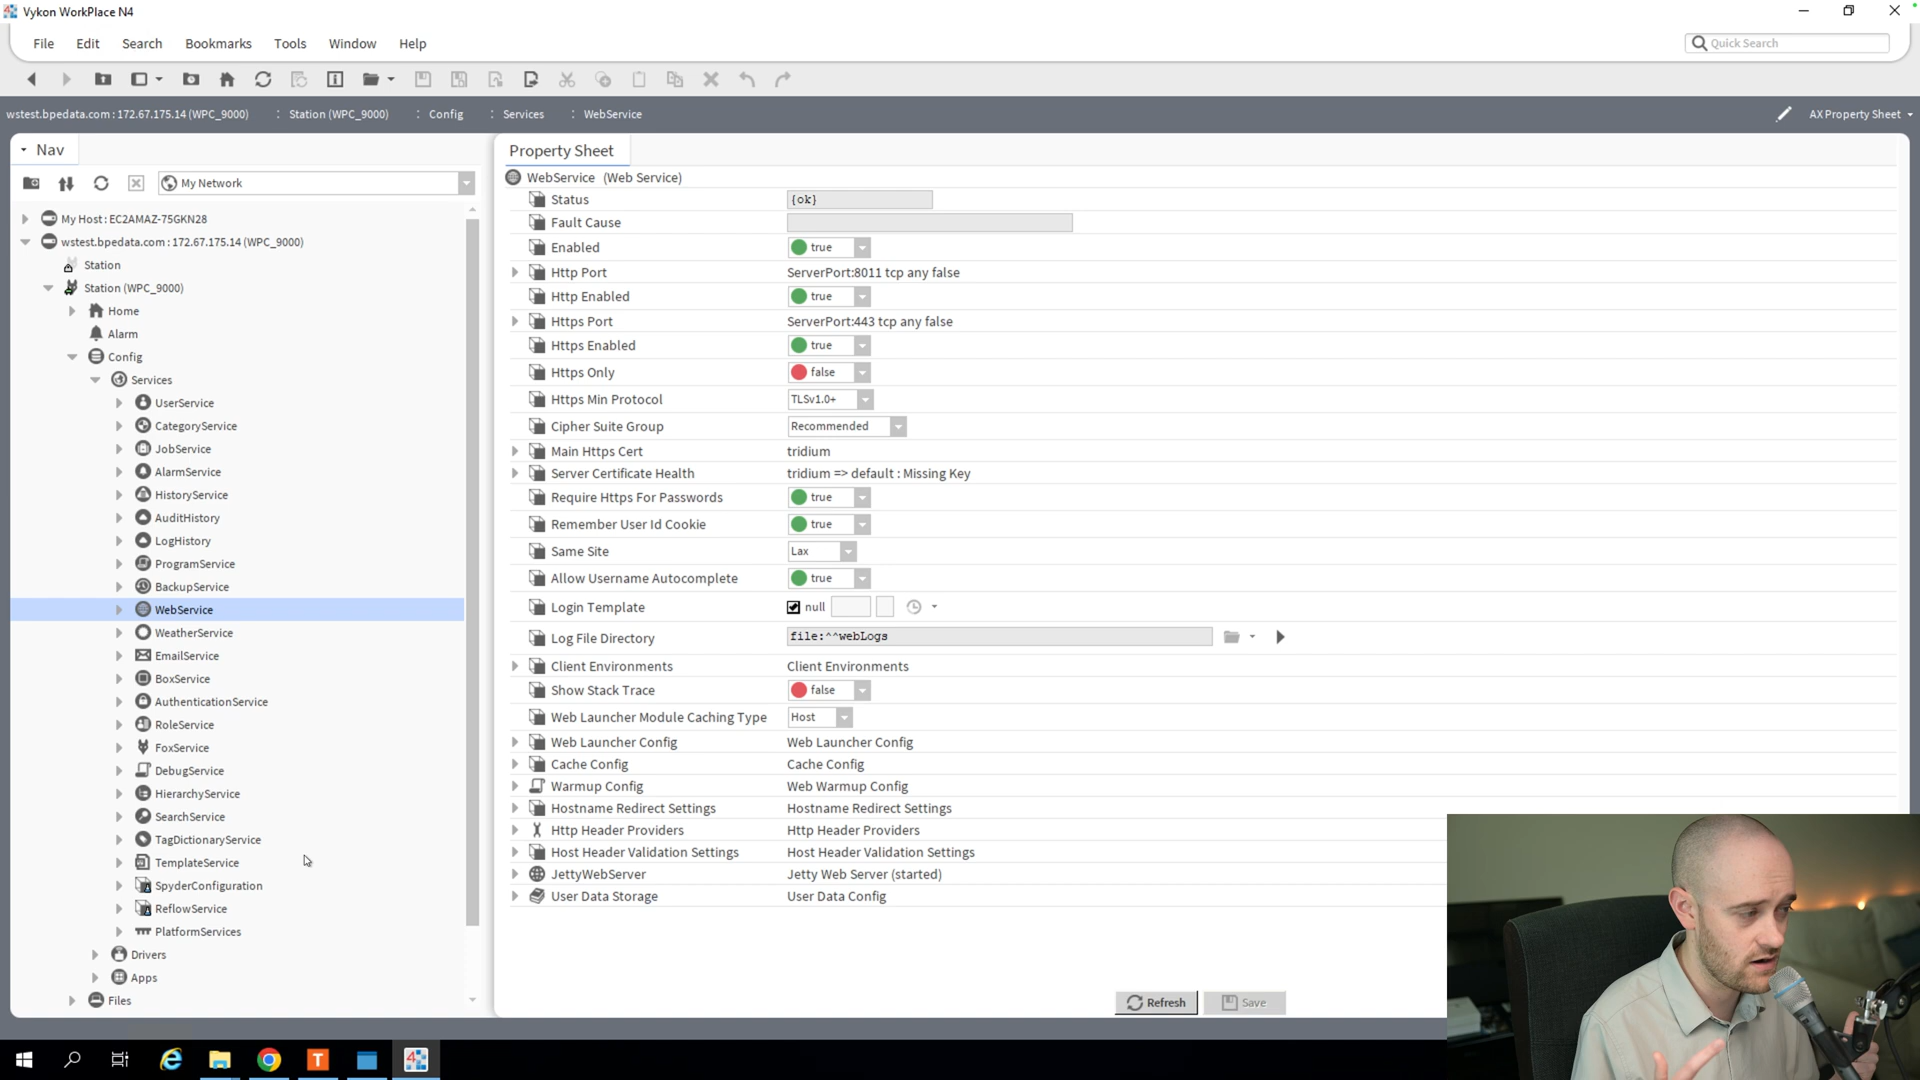 Vykon WorkPlace N4
File Edit Search Bookmarks Tools Window Help
Quick Search
wstest.bpedata.com : 172.67.175.14 (WPC_9000) : Station (WPC_9000) : Config : Services : WebService
AX Property Sheet
Nav
My Network
My Host : EC2AMAZ-75GKN28
wstest.bpedata.com : 172.67.175.14 (WPC_9000)
Station
Station (WPC_9000)
Home
Alarm
Config
Services
UserService
CategoryService
JobService
AlarmService
HistoryService
AuditHistory
LogHistory
ProgramService
BackupService
WebService
WeatherService
EmailService
BoxService
AuthenticationService
RoleService
FoxService
DebugService
HierarchyService
SearchService
TagDictionaryService
TemplateService
SpyderConfiguration
ReflowService
PlatformServices
Drivers
Apps
Files
Property Sheet
WebService (Web Service)
Status {ok}
Fault Cause
Enabled true
Http Port ServerPort:8011 tcp any false
Http Enabled true
Https Port ServerPort:443 tcp any false
Https Enabled true
Https Only false
Https Min Protocol TLSv1.0+
Cipher Suite Group Recommended
Main Https Cert tridium
Server Certificate Health tridium => default : Missing Key
Require Https For Passwords true
Remember User Id Cookie true
Same Site Lax
Allow Username Autocomplete true
Login Template null
Log File Directory file:^^webLogs
Client Environments Client Environments
Show Stack Trace false
Web Launcher Module Caching Type Host
Web Launcher Config Web Launcher Config
Cache Config Cache Config
Warmup Config Web Warmup Config
Hostname Redirect Settings Hostname Redirect Settings
Http Header Providers Http Header Providers
Host Header Validation Settings Host Header Validation Settings
JettyWebServer Jetty Web Server (started)
User Data Storage User Data Config
Refresh Save
T